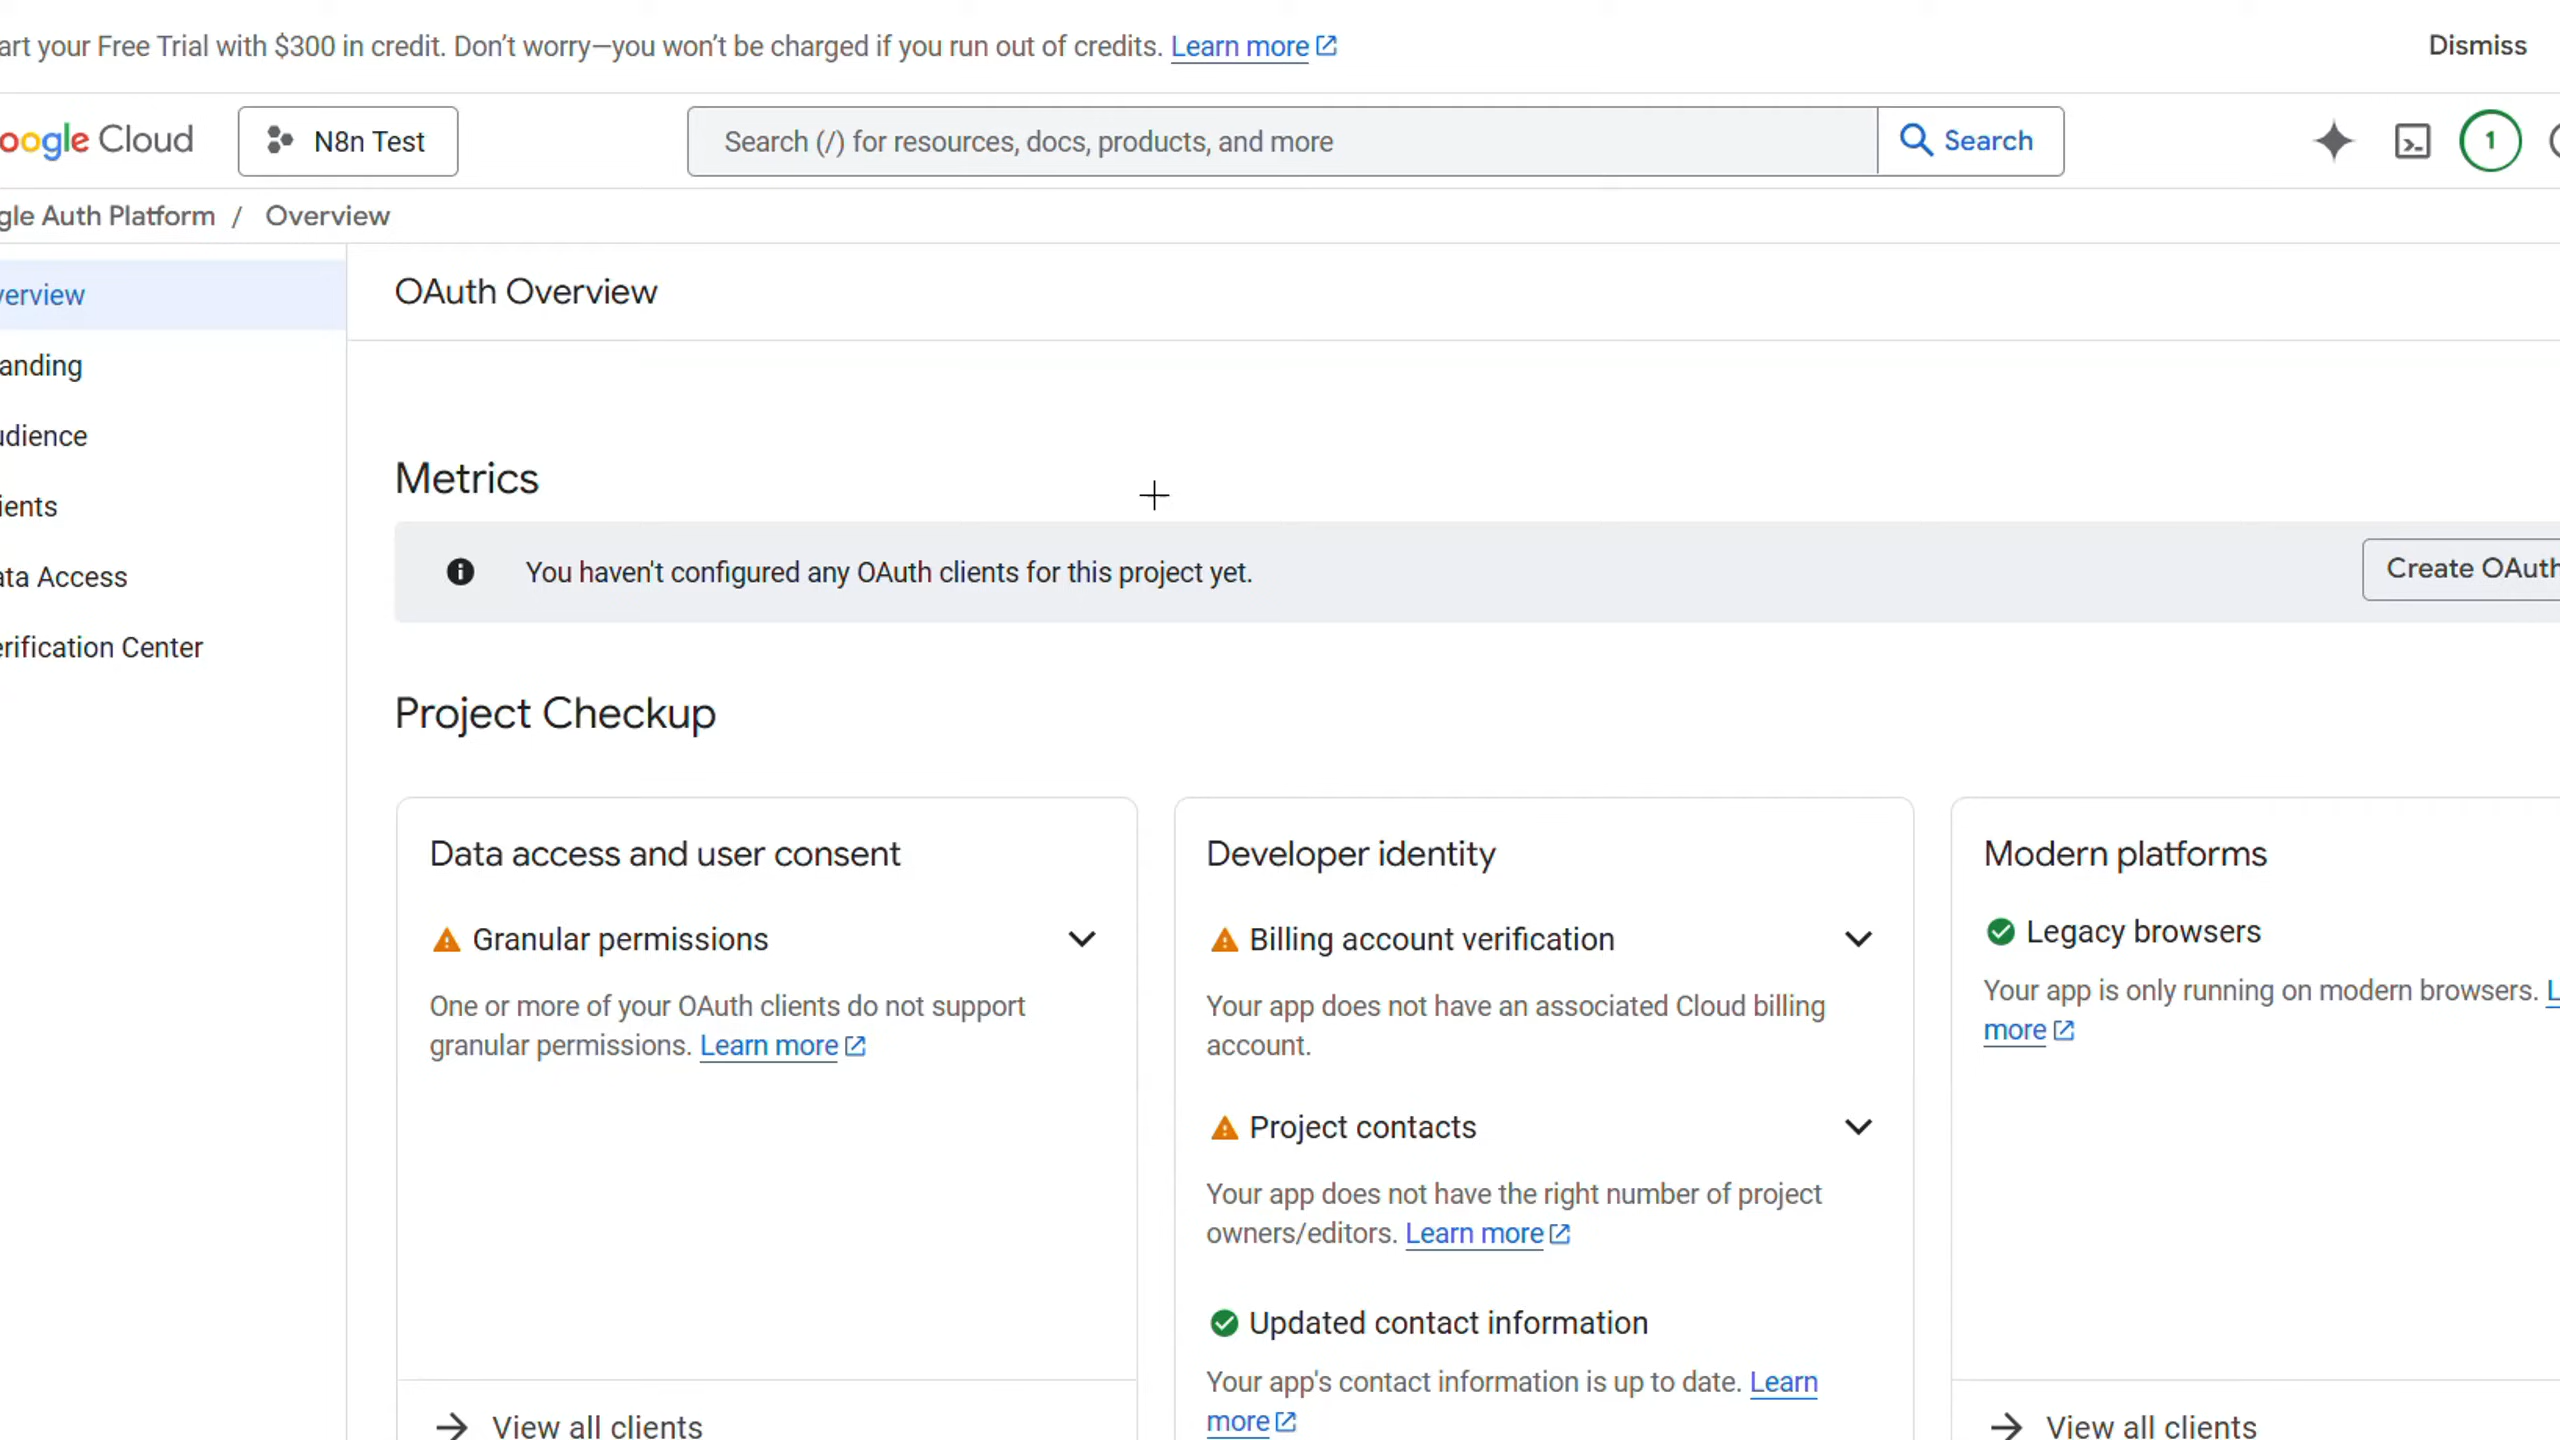 art your Free Trial with $300 in credit. Don't worry—you won't be charged if you run out of credits. Learn more
Dismiss
oogle Cloud
N8n Test
Search (/) for resources, docs, products, and more
Search
1
gle Auth Platform / Overview
verview
OAuth Overview
anding
udience
ients
ata Access
erification Center
Metrics
You haven't configured any OAuth clients for this project yet.
Create OAuth
Project Checkup
Data access and user consent
Granular permissions
One or more of your OAuth clients do not support
granular permissions. Learn more
View all clients
Developer identity
Billing account verification
Your app does not have an associated Cloud billing
account.
Project contacts
Your app does not have the right number of project
owners/editors. Learn more
Updated contact information
Your app's contact information is up to date. Learn
more
Modern platforms
Legacy browsers
Your app is only running on modern browsers. L
more
View all clients